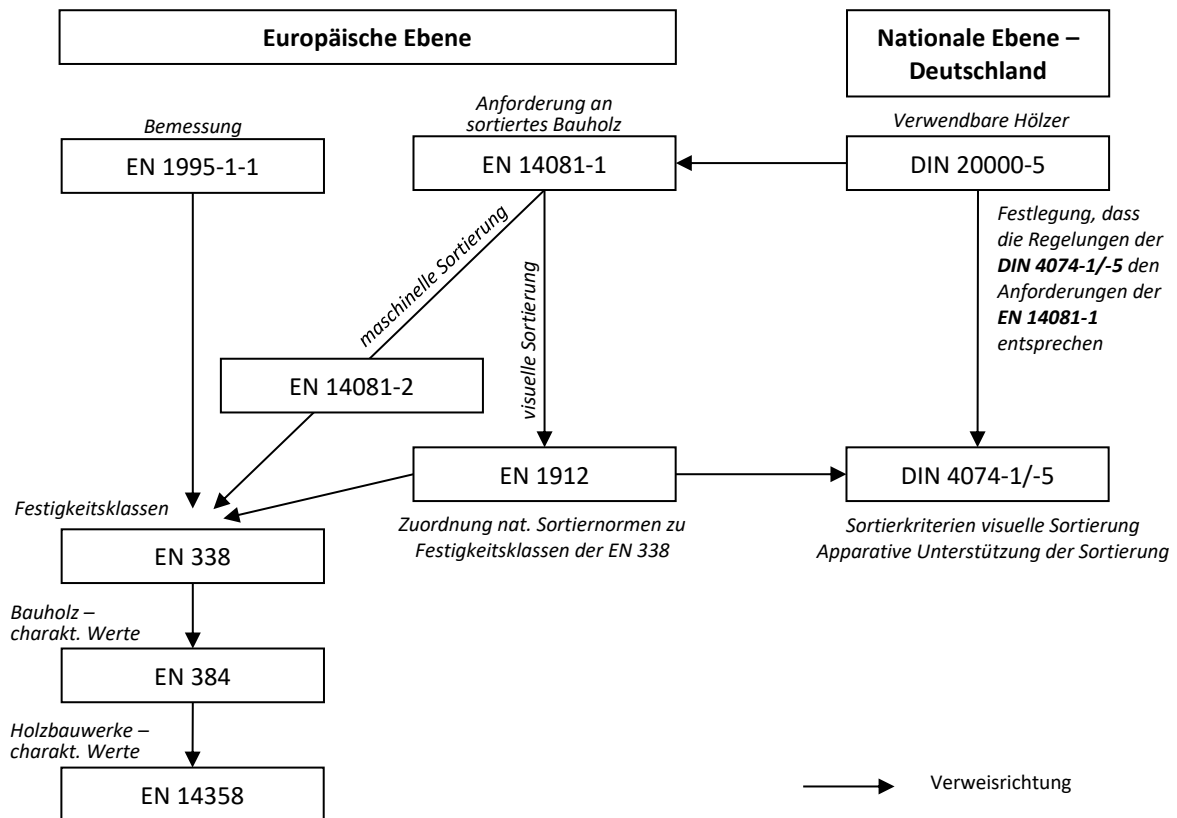 Europäische Ebene
Nationale Ebene –
Deutschland
Bemessung
EN 1995-1-1
Anforderung an
sortiertes Bauholz
EN 14081-1
Verwendbare Hölzer
DIN 20000-5
Festlegung, dass
die Regelungen der
DIN 4074-1/-5 den
Anforderungen der
EN 14081-1
entsprechen
maschinelle Sortierung
visuelle Sortierung
EN 14081-2
EN 1912
Zuordnung nat. Sortiernormen zu
Festigkeitsklassen der EN 338
DIN 4074-1/-5
Sortierkriterien visuelle Sortierung
Apparative Unterstützung der Sortierung
Festigkeitsklassen
EN 338
Bauholz –
charakt. Werte
EN 384
Holzbauwerke –
charakt. Werte
EN 14358
Verweisrichtung